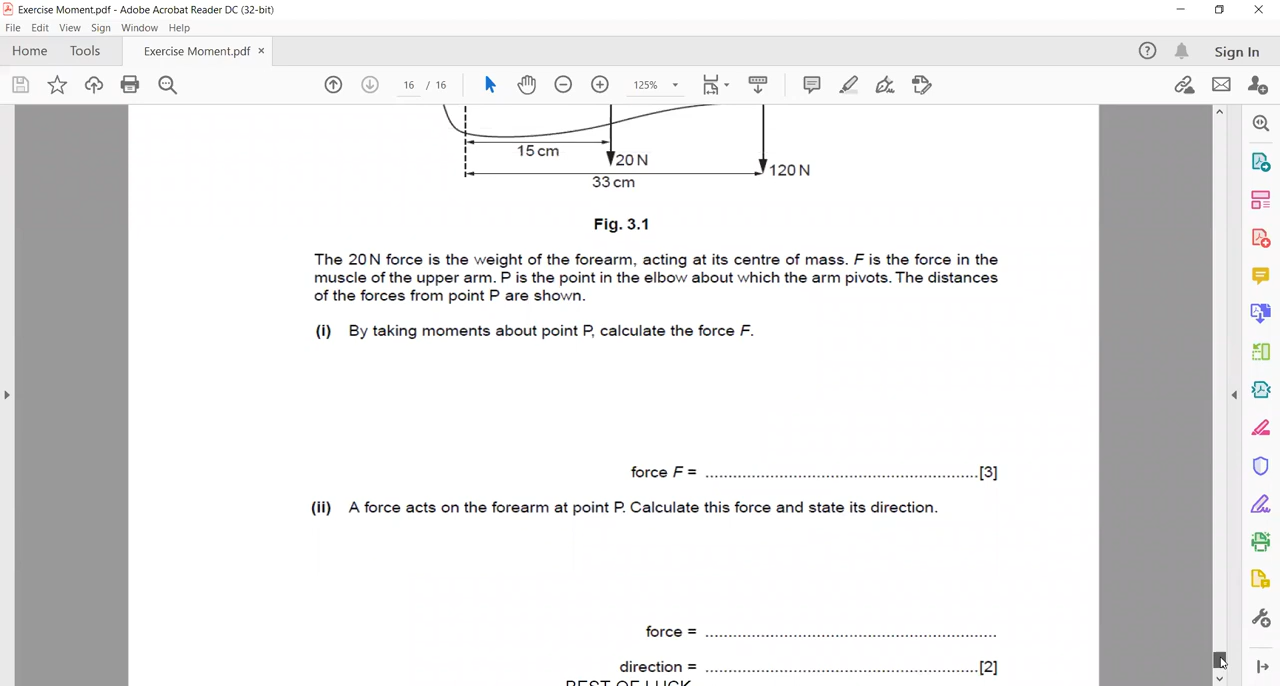 Exercise Moment.pdf - Adobe Acrobat Reader DC (32-bit)
File Edit View Sign Window Help
Home Tools Exercise Moment.pdf × Sign In
16 / 16 125%
15 cm
20 N
120 N
33 cm
Fig. 3.1
The 20 N force is the weight of the forearm, acting at its centre of mass. F is the force in the
muscle of the upper arm. P is the point in the elbow about which the arm pivots. The distances
of the forces from point P are shown.
(i) By taking moments about point P, calculate the force F.
force F = ..........................................................[3]
(ii) A force acts on the forearm at point P. Calculate this force and state its direction.
force = ..............................................................
direction = ..........................................................[2]
BEST OF LUCK